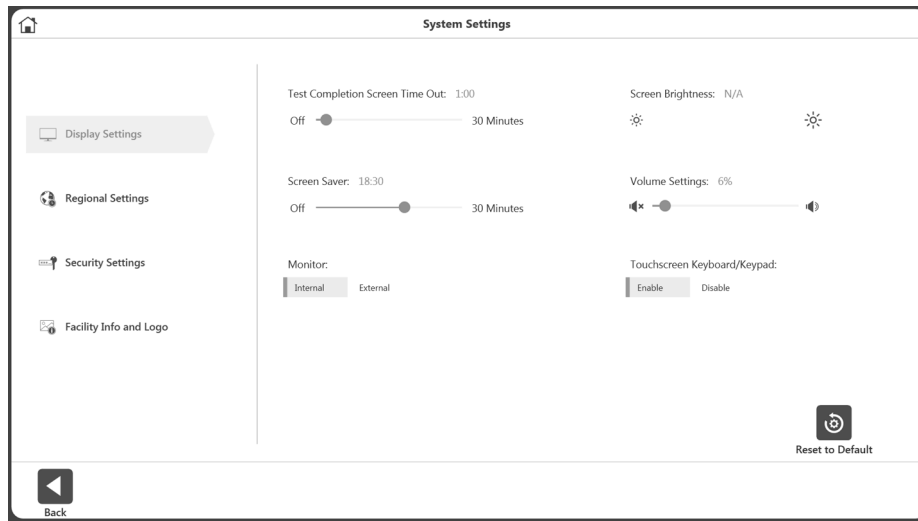 System Settings
Display Settings
Regional Settings
Security Settings
Facility Info and Logo
Test Completion Screen Time Out: 1:00
Off 30 Minutes
Screen Brightness: N/A
Screen Saver: 18:30
Off 30 Minutes
Volume Settings: 6%
Monitor:
Internal External
Touchscreen Keyboard/Keypad:
Enable Disable
Reset to Default
Back